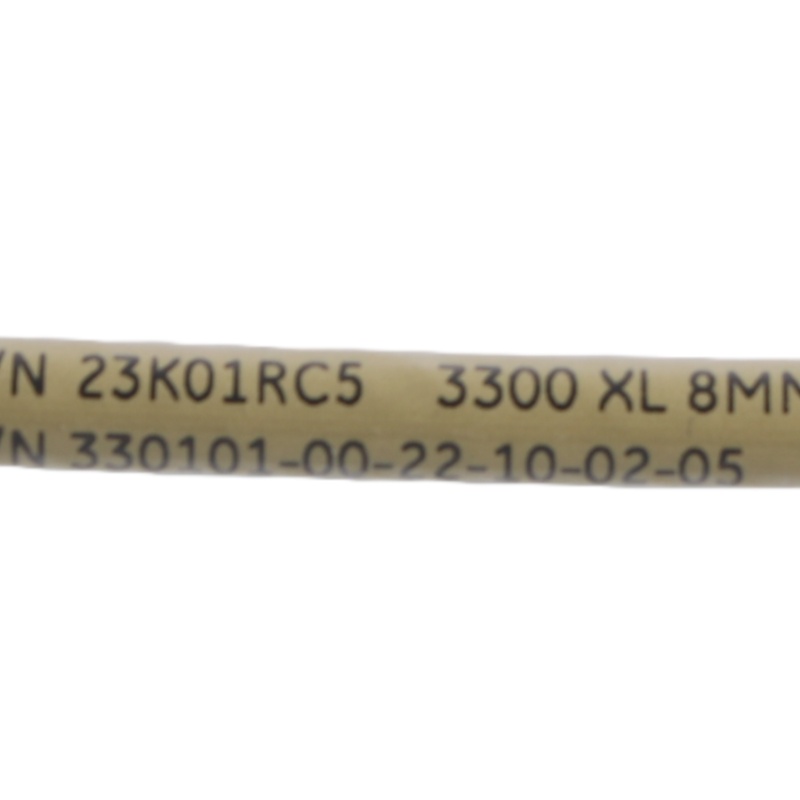 /N 23K01RC5 3300 XL 8MM
/N 330101-00-22-10-02-05